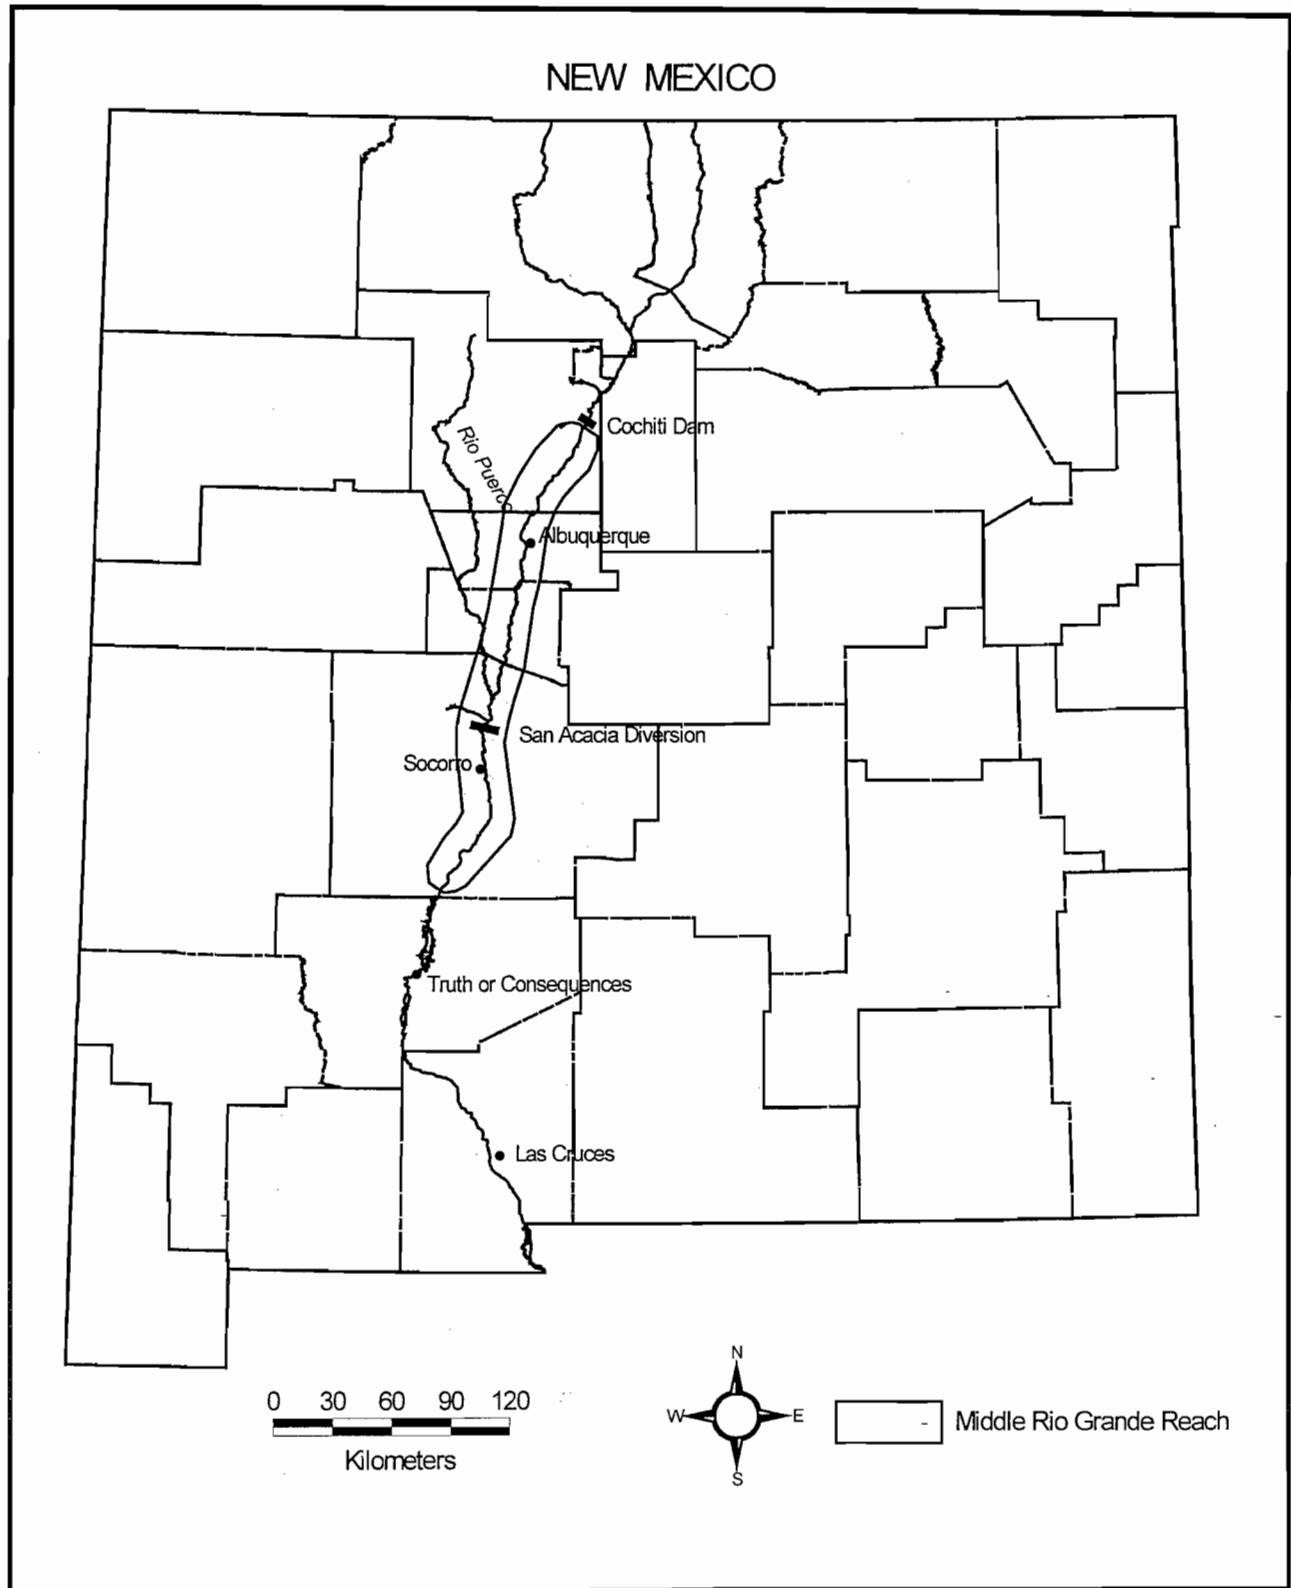 NEW MEXICO
Cochiti Dam
Rio Puerco
Albuquerque
San Acacia Diversion
Socorro
Truth or Consequences
Las Cruces
N
W E
S
0 30 60 90 120
Kilometers
Middle Rio Grande Reach